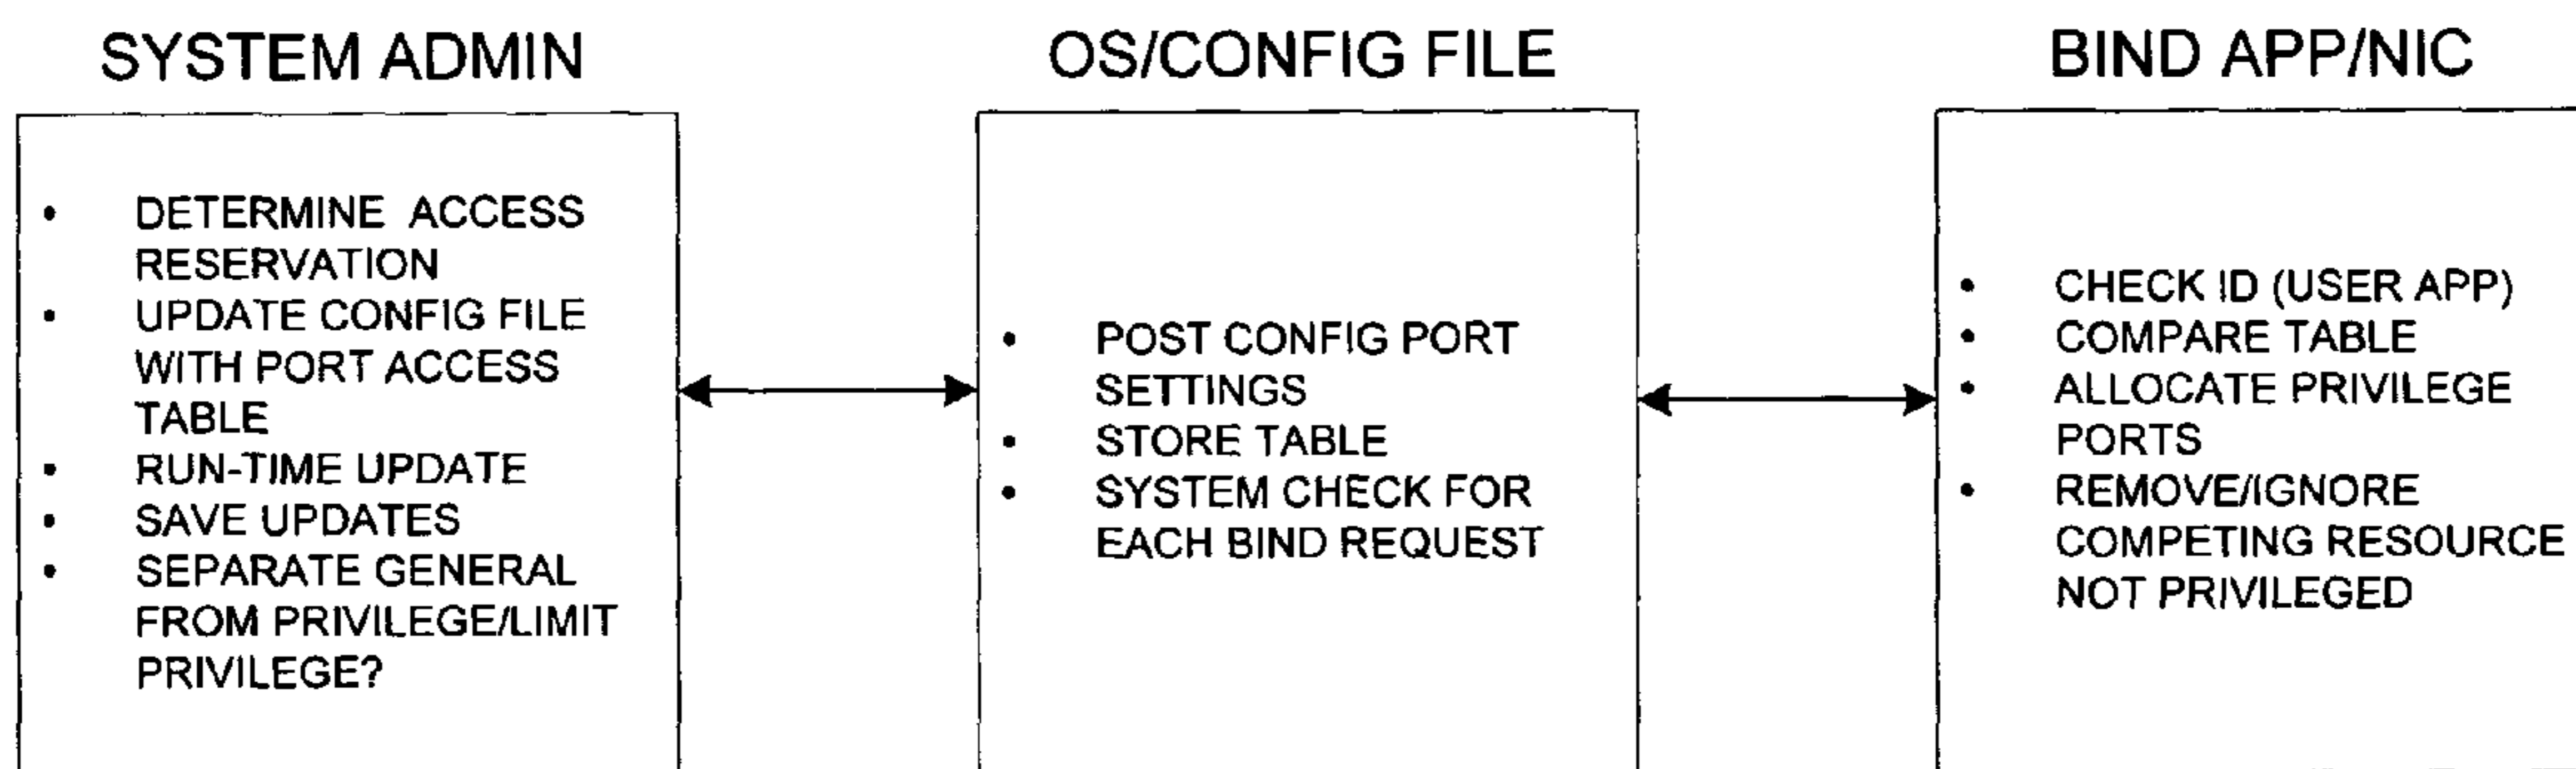 SYSTEM ADMIN
• DETERMINE ACCESS
RESERVATION
• UPDATE CONFIG FILE
WITH PORT ACCESS
TABLE
• RUN-TIME UPDATE
• SAVE UPDATES
• SEPARATE GENERAL
FROM PRIVILEGE/LIMIT
PRIVILEGE?
OS/CONFIG FILE
• POST CONFIG PORT
SETTINGS
• STORE TABLE
• SYSTEM CHECK FOR
EACH BIND REQUEST
BIND APP/NIC
• CHECK ID (USER APP)
• COMPARE TABLE
• ALLOCATE PRIVILEGE
PORTS
• REMOVE/IGNORE
COMPETING RESOURCE
NOT PRIVILEGED